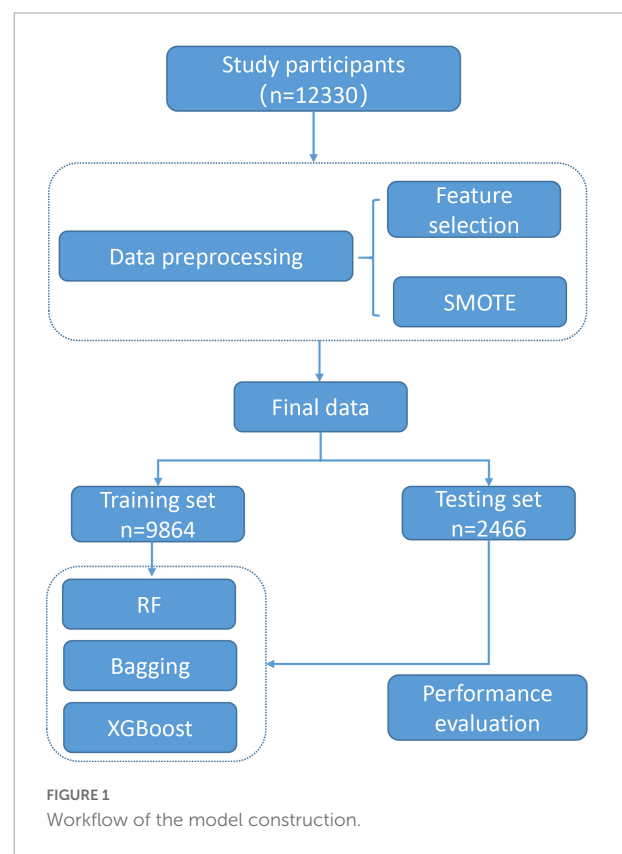 Study participants
(n=12330)
Feature
selection
Data preprocessing
SMOTE
Final data
Training set
n=9864
Testing set
n=2466
RF
Bagging
XGBoost
Performance
evaluation
FIGURE 1
Workflow of the model construction.